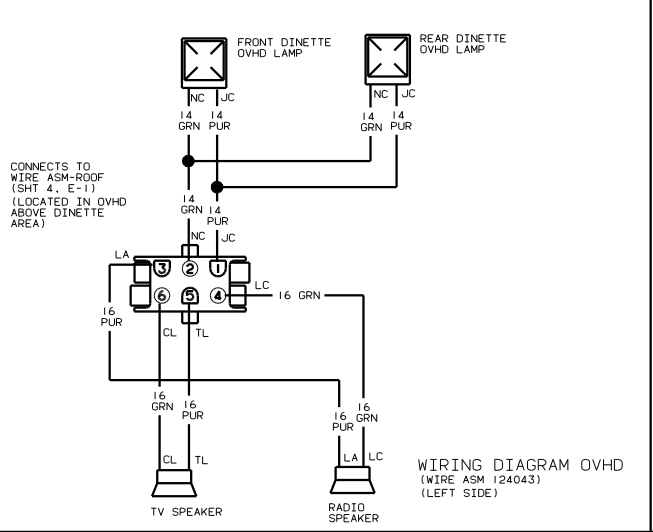 FRONT DINETTE
OVHD LAMP
REAR DINETTE
OVHD LAMP
NC JC
NC JC
14
GRN
14
PUR
14
GRN
14
PUR
CONNECTS TO
WIRE ASM-ROOF
(SHT 4, E-1)
(LOCATED IN OVHD
ABOVE DINETTE
AREA)
14
GRN
14
PUR
NC JC
LA
3 2 1
LC
6 5 4
16 GRN
16
PUR
CL TL
16
GRN
16
PUR
16
PUR
16
GRN
CL TL
LA LC
TV SPEAKER
RADIO
SPEAKER
WIRING DIAGRAM OVHD
(WIRE ASM 124043)
(LEFT SIDE)